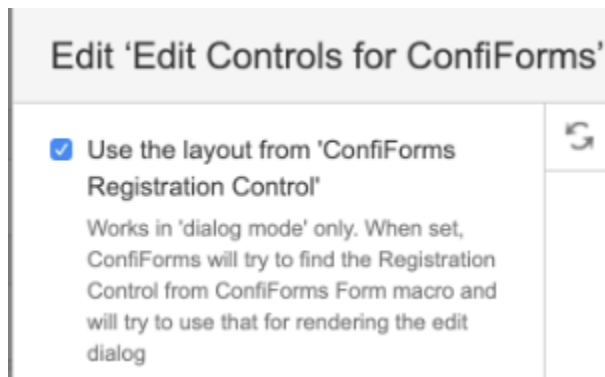 Edit ‘Edit Controls for ConfiForms’
Use the layout from 'ConfiForms
Registration Control'
Works in 'dialog mode' only. When set,
ConfiForms will try to find the Registration
Control from ConfiForms Form macro and
will try to use that for rendering the edit
dialog